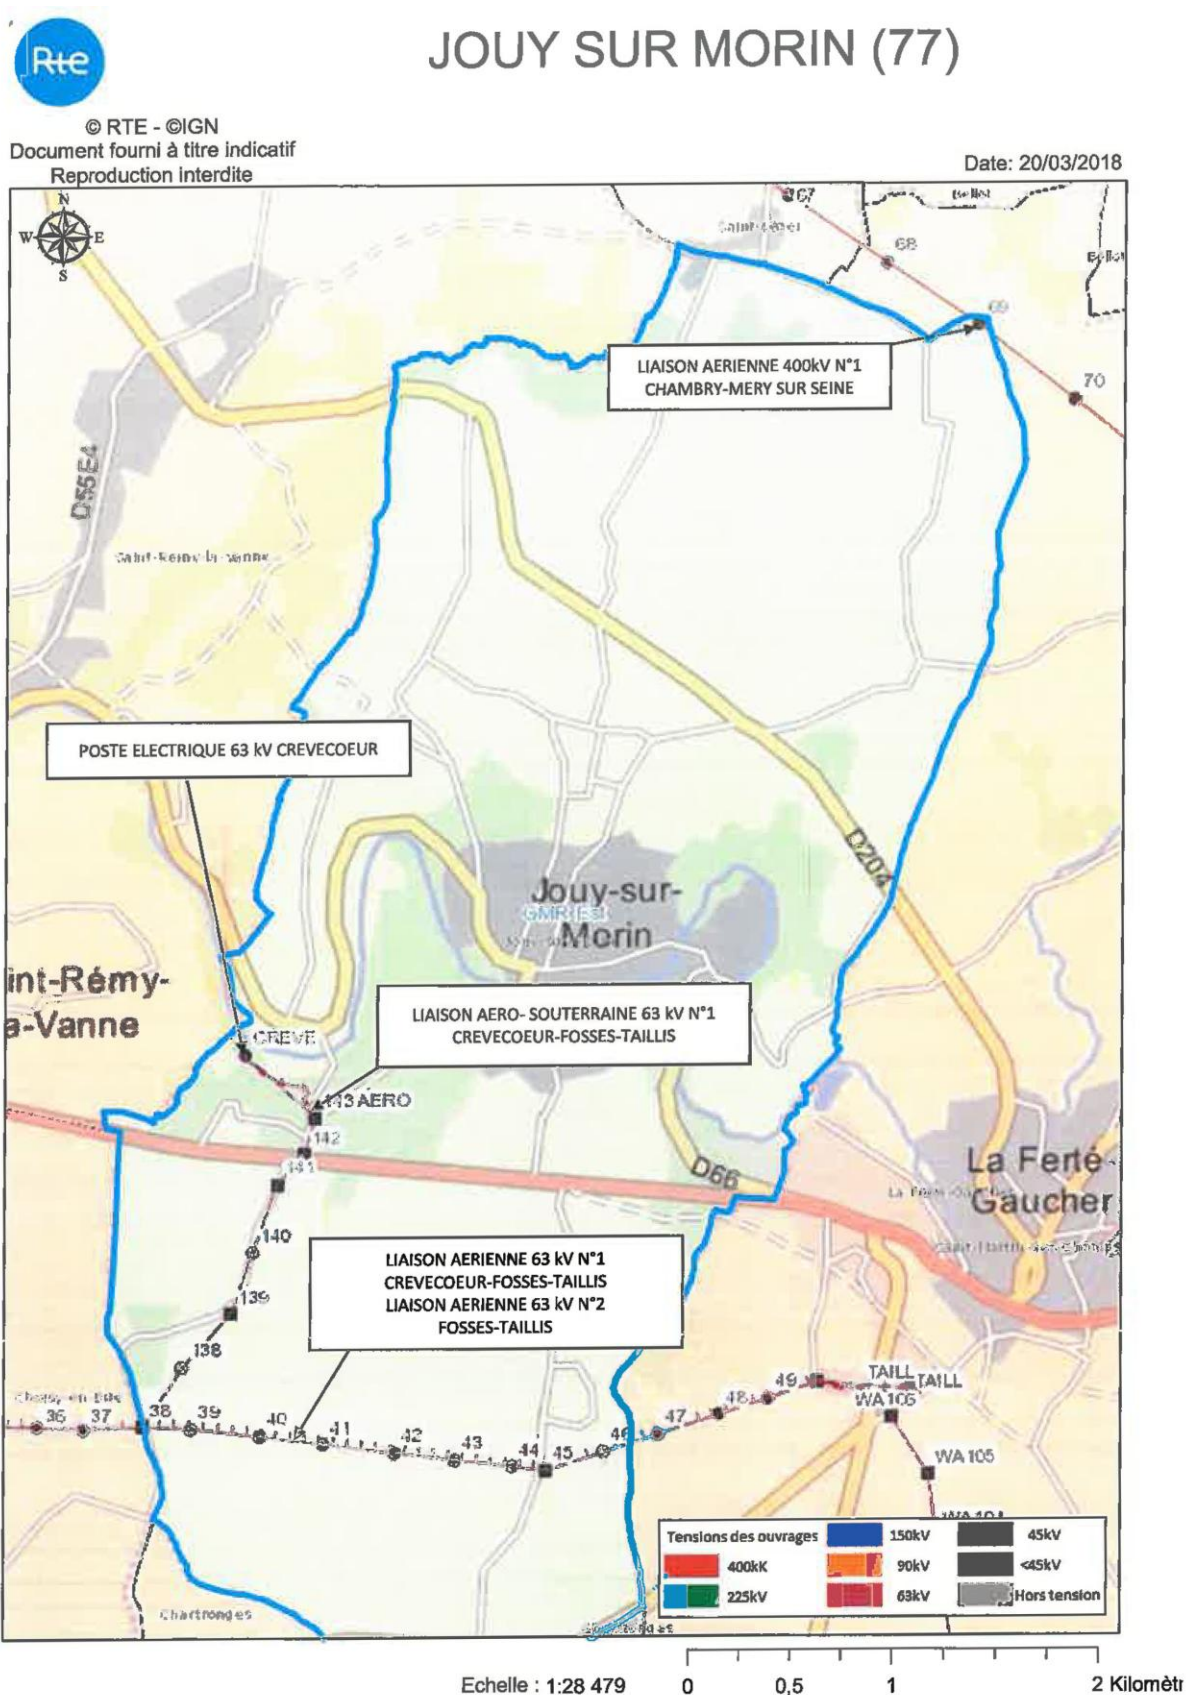 Rte
JOUY SUR MORIN (77)
© RTE - ©IGN
Document fourni à titre indicatif
Reproduction interdite
Date: 20/03/2018
N
W E
S
67
68
69
70
Bellot
LIAISON AERIENNE 400kV N°1
CHAMBRY-MERY SUR SEINE
D55E4
POSTE ELECTRIQUE 63 kV CREVECOEUR
D204
Jouy-sur-
GMR Est
Morin
int-Rémy-
a-Vanne
LIAISON AERO- SOUTERRAINE 63 kV N°1
CREVECOEUR-FOSSES-TAILLIS
CREVE
143 AERO
142
141
140
139
138
D66
La Ferté-
Gaucher
LIAISON AERIENNE 63 kV N°1
CREVECOEUR-FOSSES-TAILLIS
LIAISON AERIENNE 63 kV N°2
FOSSES-TAILLIS
36
37
38
39
40
41
42
43
44
45
46
47
48
49
TAILL
TAILL
WA106
WA105
Chartronges
Tensions des ouvrages
400kK
225kV
150kV
90kV
63kV
45kV
<45kV
Hors tension
Echelle : 1:28 479
0 0,5 1 2 Kilomètr